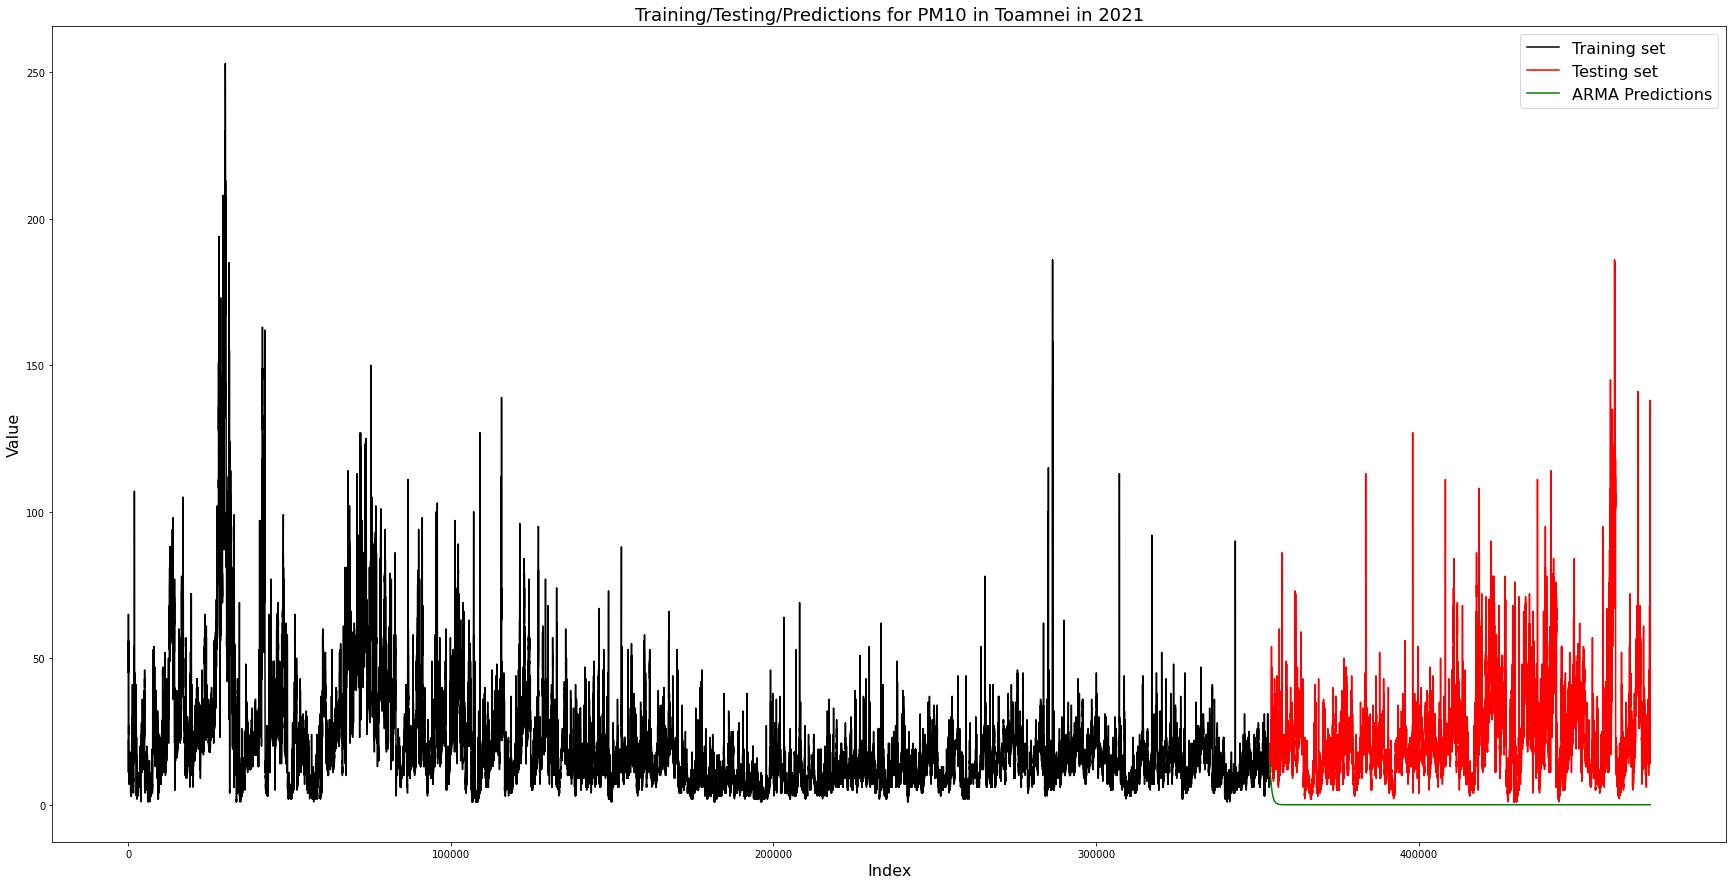 Training/Testing/Predictions for PM10 in Toamnei in 2021
Training set
Testing set
ARMA Predictions
250
200
150
100
50
0
Value
0
100000
200000
300000
400000
Index